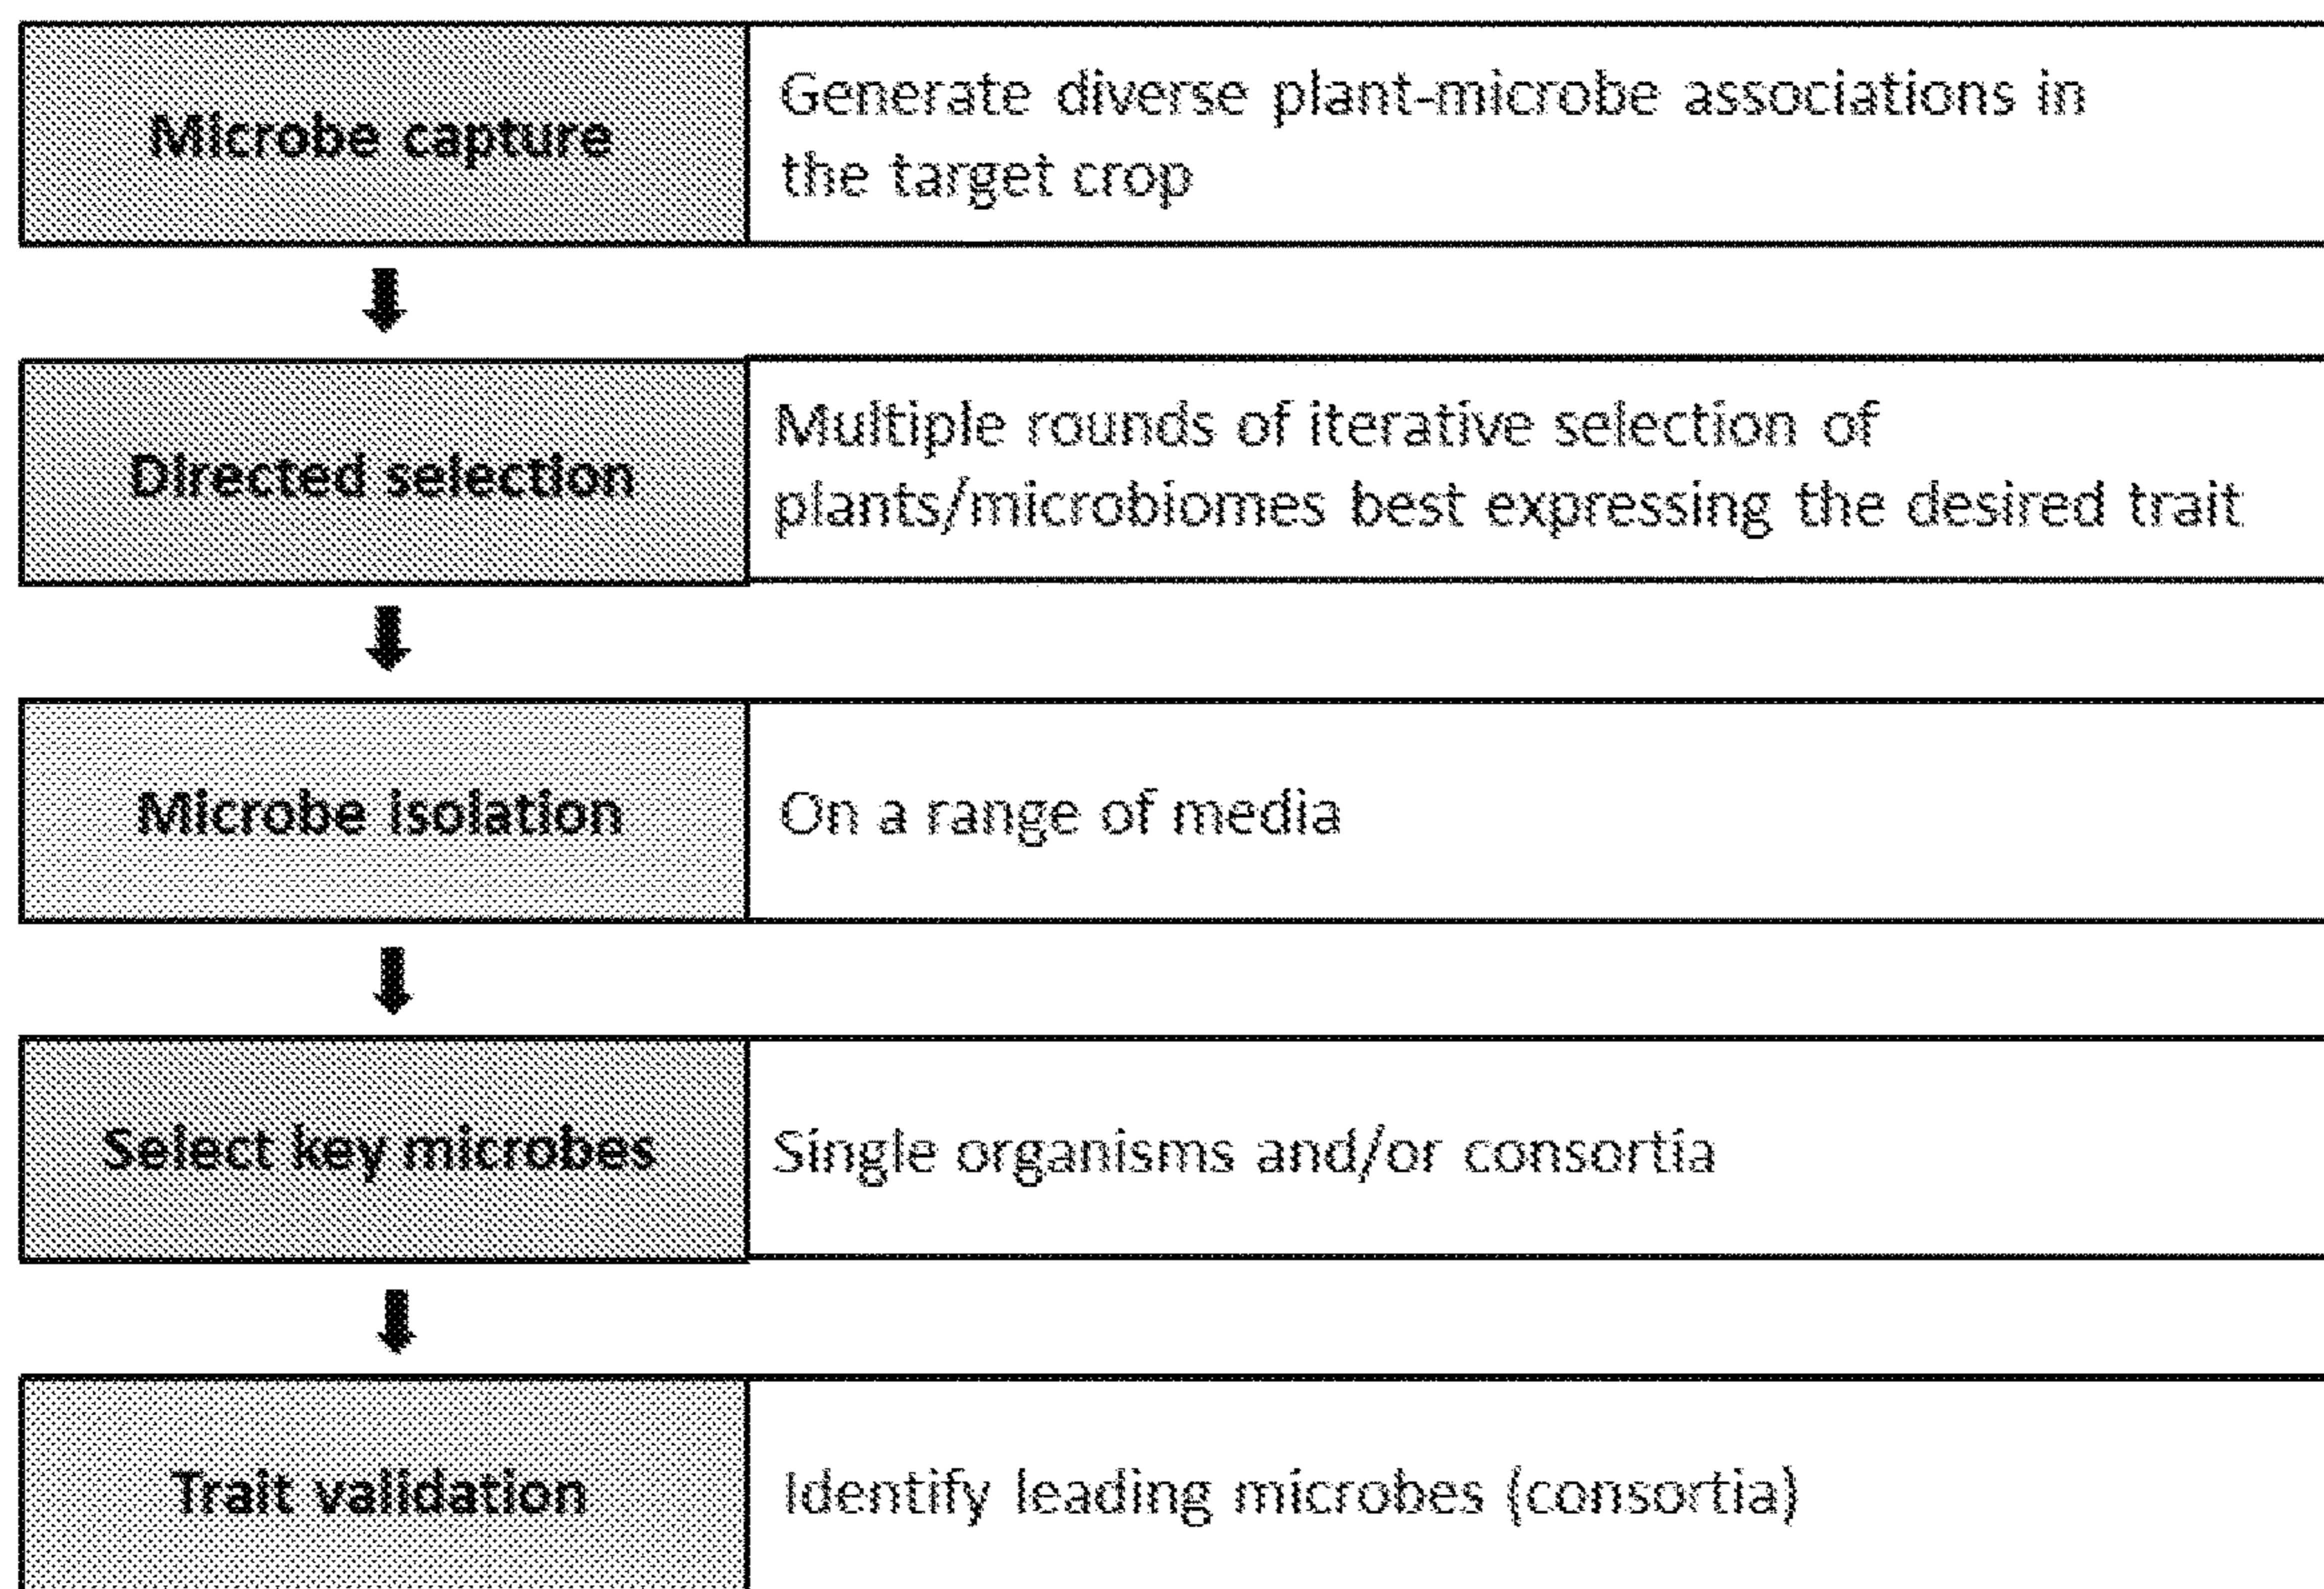 Microbe capture
Generate diverse plant-microbe associations in
the target crop
Directed selection
Multiple rounds of iterative selection of
plants/microbiomes best expressing the desired trait
Microbe isolation
On a range of media
Select key microbes
Single organisms and/or consortia
Trait validation
Identify leading microbes (consortia)